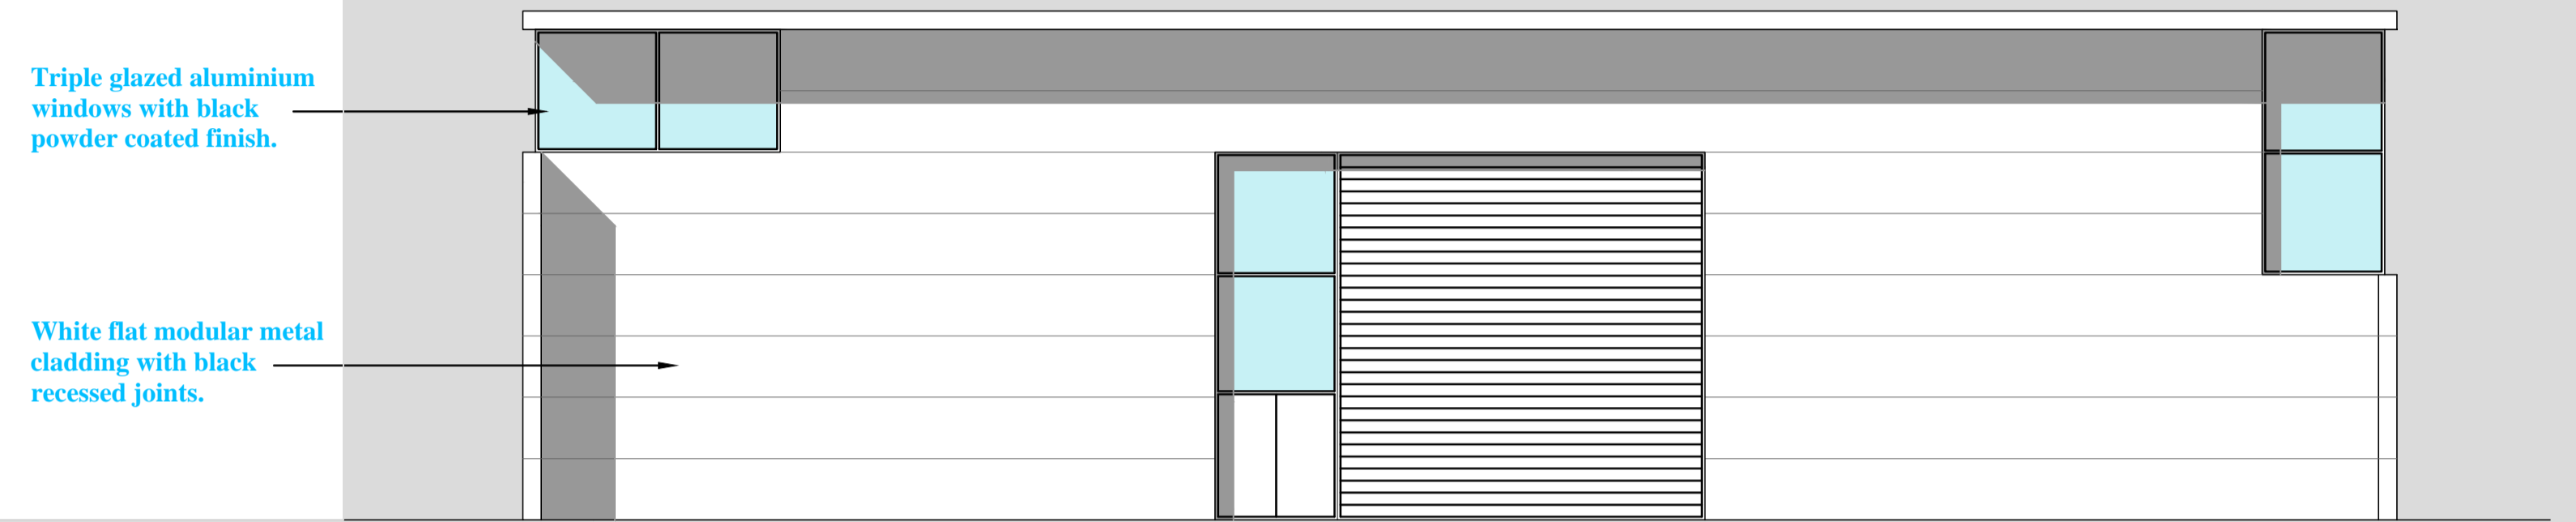 Triple glazed aluminium
windows with black
powder coated finish.
White flat modular metal
cladding with black
recessed joints.